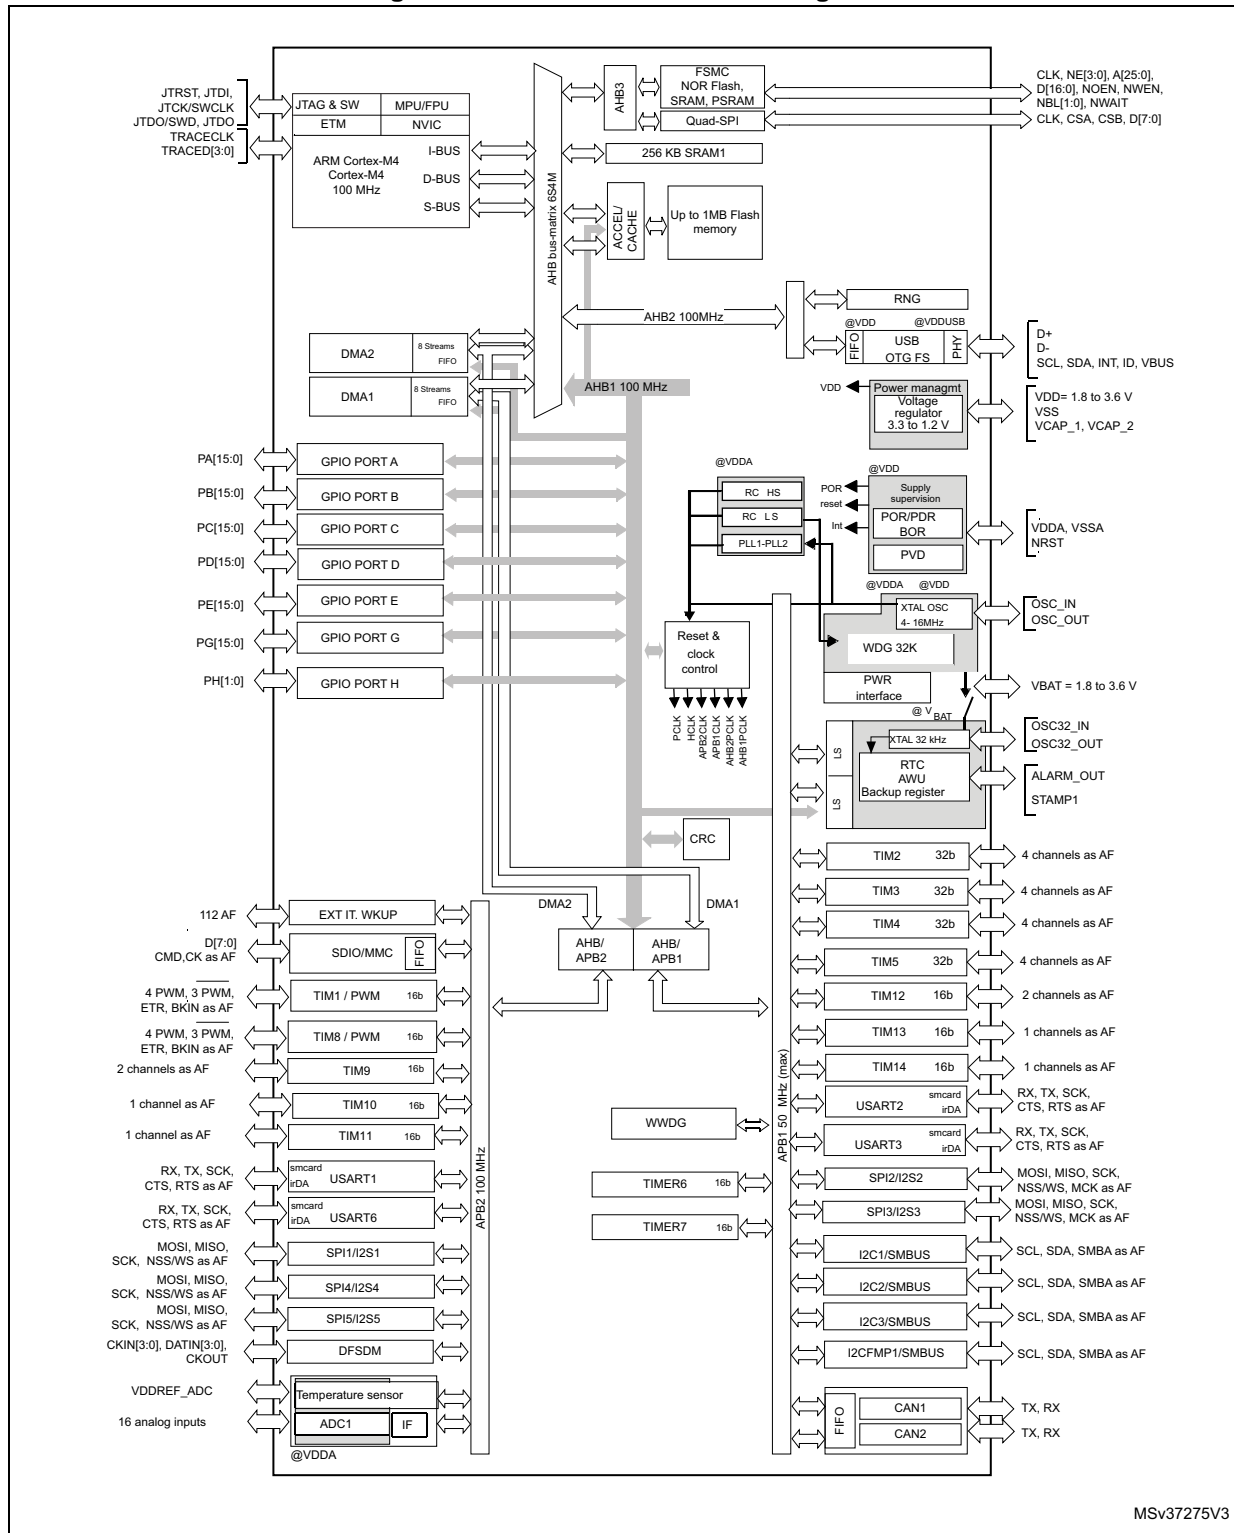 JTRST, JTDI,
JTCK/SWCLK
JTDO/SWD, JTDO
TRACECLK
TRACED[3:0]
JTAG & SW
MPU/FPU
ETM
NVIC
ARM Cortex-M4
Cortex-M4
100 MHz
I-BUS
D-BUS
S-BUS
AHB bus-matrix 6S4M
AHB3
FSMC
NOR Flash,
SRAM, PSRAM
Quad-SPI
CLK, NE[3:0], A[25:0],
D[16:0], NOEN, NWEN,
NBL[1:0], NWAIT
CLK, CSA, CSB, D[7:0]
256 KB SRAM1
ACCEL/
CACHE
Up to 1MB Flash
memory
AHB2 100MHz
RNG
@VDD
@VDDUSB
FIFO
USB
OTG FS
PHY
D+
D-
SCL, SDA, INT, ID, VBUS
DMA2
8 Streams
FIFO
DMA1
8 Streams
FIFO
AHB1 100 MHz
VDD
Power managmt
Voltage
regulator
3.3 to 1.2 V
VDD= 1.8 to 3.6 V
VSS
VCAP_1, VCAP_2
PA[15:0]
GPIO PORT A
PB[15:0]
GPIO PORT B
PC[15:0]
GPIO PORT C
PD[15:0]
GPIO PORT D
PE[15:0]
GPIO PORT E
PG[15:0]
GPIO PORT G
PH[1:0]
GPIO PORT H
@VDDA
RC HS
RC LS
PLL1-PLL2
@VDD
POR
reset
Int
Supply
supervision
POR/PDR
BOR
PVD
VDDA, VSSA
NRST
@VDDA
@VDD
XTAL OSC
4- 16MHz
WDG 32K
PWR
interface
OSC_IN
OSC_OUT
VBAT = 1.8 to 3.6 V
Reset &
clock
control
PCLK
HCLK
APB2CLK
APB1CLK
AHB2PCLK
AHB1PCLK
@ VBAT
LS
LS
XTAL 32 kHz
RTC
AWU
Backup register
OSC32_IN
OSC32_OUT
ALARM_OUT
STAMP1
CRC
DMA2
DMA1
AHB/
APB2
AHB/
APB1
112 AF
EXT IT. WKUP
D[7:0]
CMD,CK as AF
SDIO/MMC
FIFO
4 PWM, 3 PWM,
ETR, BKIN as AF
TIM1 / PWM 16b
4 PWM, 3 PWM,
ETR, BKIN as AF
TIM8 / PWM 16b
2 channels as AF
TIM9 16b
1 channel as AF
TIM10 16b
1 channel as AF
TIM11 16b
RX, TX, SCK,
CTS, RTS as AF
smcard
irDA
USART1
RX, TX, SCK,
CTS, RTS as AF
smcard
irDA
USART6
MOSI, MISO,
SCK, NSS/WS as AF
SPI1/I2S1
MOSI, MISO,
SCK, NSS/WS as AF
SPI4/I2S4
MOSI, MISO,
SCK, NSS/WS as AF
SPI5/I2S5
CKIN[3:0], DATIN[3:0],
CKOUT
DFSDM
VDDREF_ADC
Temperature sensor
16 analog inputs
ADC1
IF
@VDDA
APB2 100 MHz
WWDG
TIMER6 16b
TIMER7 16b
APB1 50 MHz (max)
TIM2 32b
4 channels as AF
TIM3 32b
4 channels as AF
TIM4 32b
4 channels as AF
TIM5 32b
4 channels as AF
TIM12 16b
2 channels as AF
TIM13 16b
1 channels as AF
TIM14 16b
1 channels as AF
USART2
smcard
irDA
RX, TX, SCK,
CTS, RTS as AF
USART3
smcard
irDA
RX, TX, SCK,
CTS, RTS as AF
SPI2/I2S2
MOSI, MISO, SCK,
NSS/WS, MCK as AF
SPI3/I2S3
MOSI, MISO, SCK,
NSS/WS, MCK as AF
I2C1/SMBUS
SCL, SDA, SMBA as AF
I2C2/SMBUS
SCL, SDA, SMBA as AF
I2C3/SMBUS
SCL, SDA, SMBA as AF
I2CFMP1/SMBUS
SCL, SDA, SMBA as AF
FIFO
CAN1
TX, RX
CAN2
TX, RX
MSv37275V3